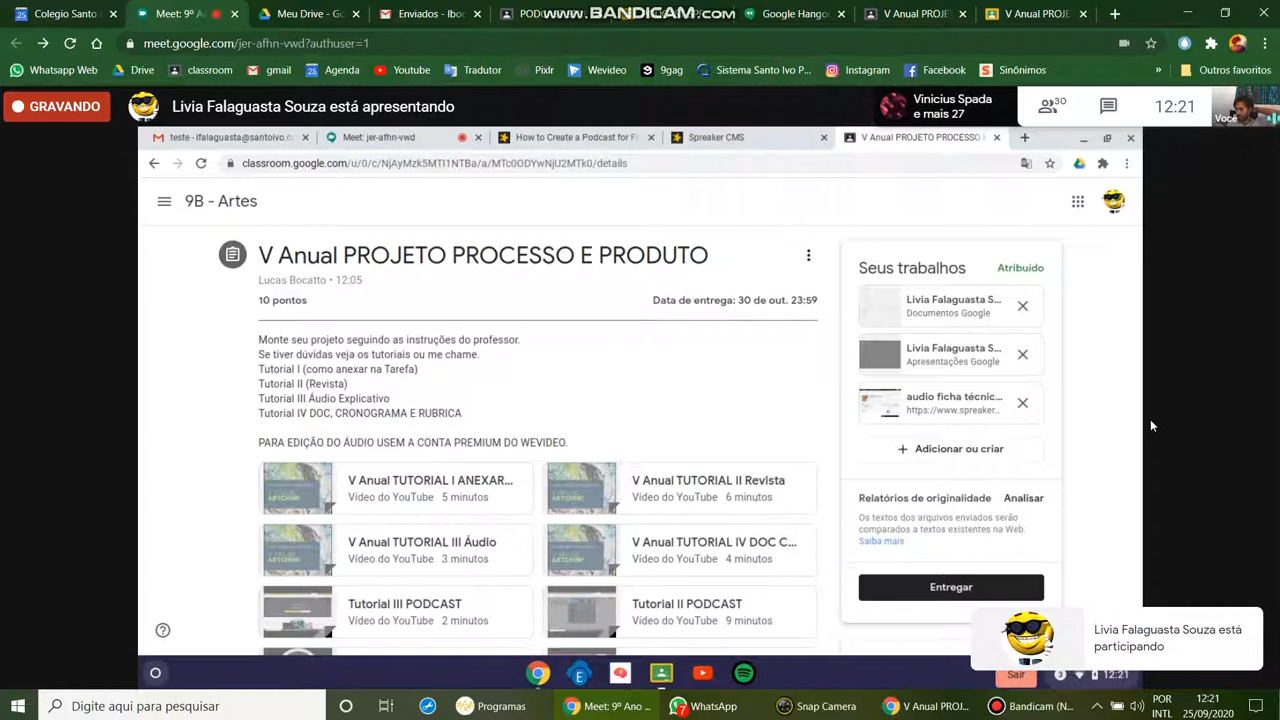 Colegio Santo I
Meet: 9º A
Meu Drive - Go
Enviados - lboc
PODC
www.BANDICAM.com
Google Hango
V Anual PROJE
V Anual PROJE
meet.google.com/jer-afhn-vwd?authuser=1
Whatsapp Web
Drive
classroom
gmail
Agenda
Youtube
Tradutor
Pixlr
Wevideo
9gag
Sistema Santo Ivo P...
Instagram
Facebook
Sinônimos
»
Outros favoritos
GRAVANDO
Livia Falaguasta Souza está apresentando
Vinicius Spada
e mais 27
30
12:21
Você
teste - lfalaguasta@santoivo.cc
Meet: jer-afhn-vwd
How to Create a Podcast for F
Spreaker CMS
V Anual PROJETO PROCESSO
classroom.google.com/u/0/c/NjAyMzk5MTI1NTBa/a/MTc0ODYwNjU2MTk0/details
9B - Artes
V Anual PROJETO PROCESSO E PRODUTO
Lucas Bocatto • 12:05
10 pontos
Data de entrega: 30 de out. 23:59
Monte seu projeto seguindo as instruções do professor.
Se tiver dúvidas veja os tutoriais ou me chame.
Tutorial I (como anexar na Tarefa)
Tutorial II (Revista)
Tutorial III Áudio Explicativo
Tutorial IV DOC, CRONOGRAMA E RUBRICA
PARA EDIÇÃO DO ÁUDIO USEM A CONTA PREMIUM DO WEVIDEO.
V Anual TUTORIAL I ANEXAR...
Vídeo do YouTube 5 minutos
V Anual TUTORIAL II Revista
Vídeo do YouTube 6 minutos
V Anual TUTORIAL III Áudio
Vídeo do YouTube 3 minutos
V Anual TUTORIAL IV DOC C...
Vídeo do YouTube 4 minutos
Tutorial III PODCAST
Vídeo do YouTube 2 minutos
Tutorial II PODCAST
Vídeo do YouTube 9 minutos
Seus trabalhos
Atribuído
Livia Falaguasta S...
Documentos Google
Livia Falaguasta S...
Apresentações Google
audio ficha técnic...
https://www.spreaker...
+ Adicionar ou criar
Relatórios de originalidade Analisar
Os textos dos arquivos enviados serão
comparados a textos existentes na Web.
Saiba mais
Entregar
Livia Falaguasta Souza está
participando
Sair
3
12:21
Digite aqui para pesquisar
Programas
Meet: 9º Ano ...
7
WhatsApp
Snap Camera
V Anual PROJ...
Bandicam (N...
POR
INTL
12:21
25/09/2020